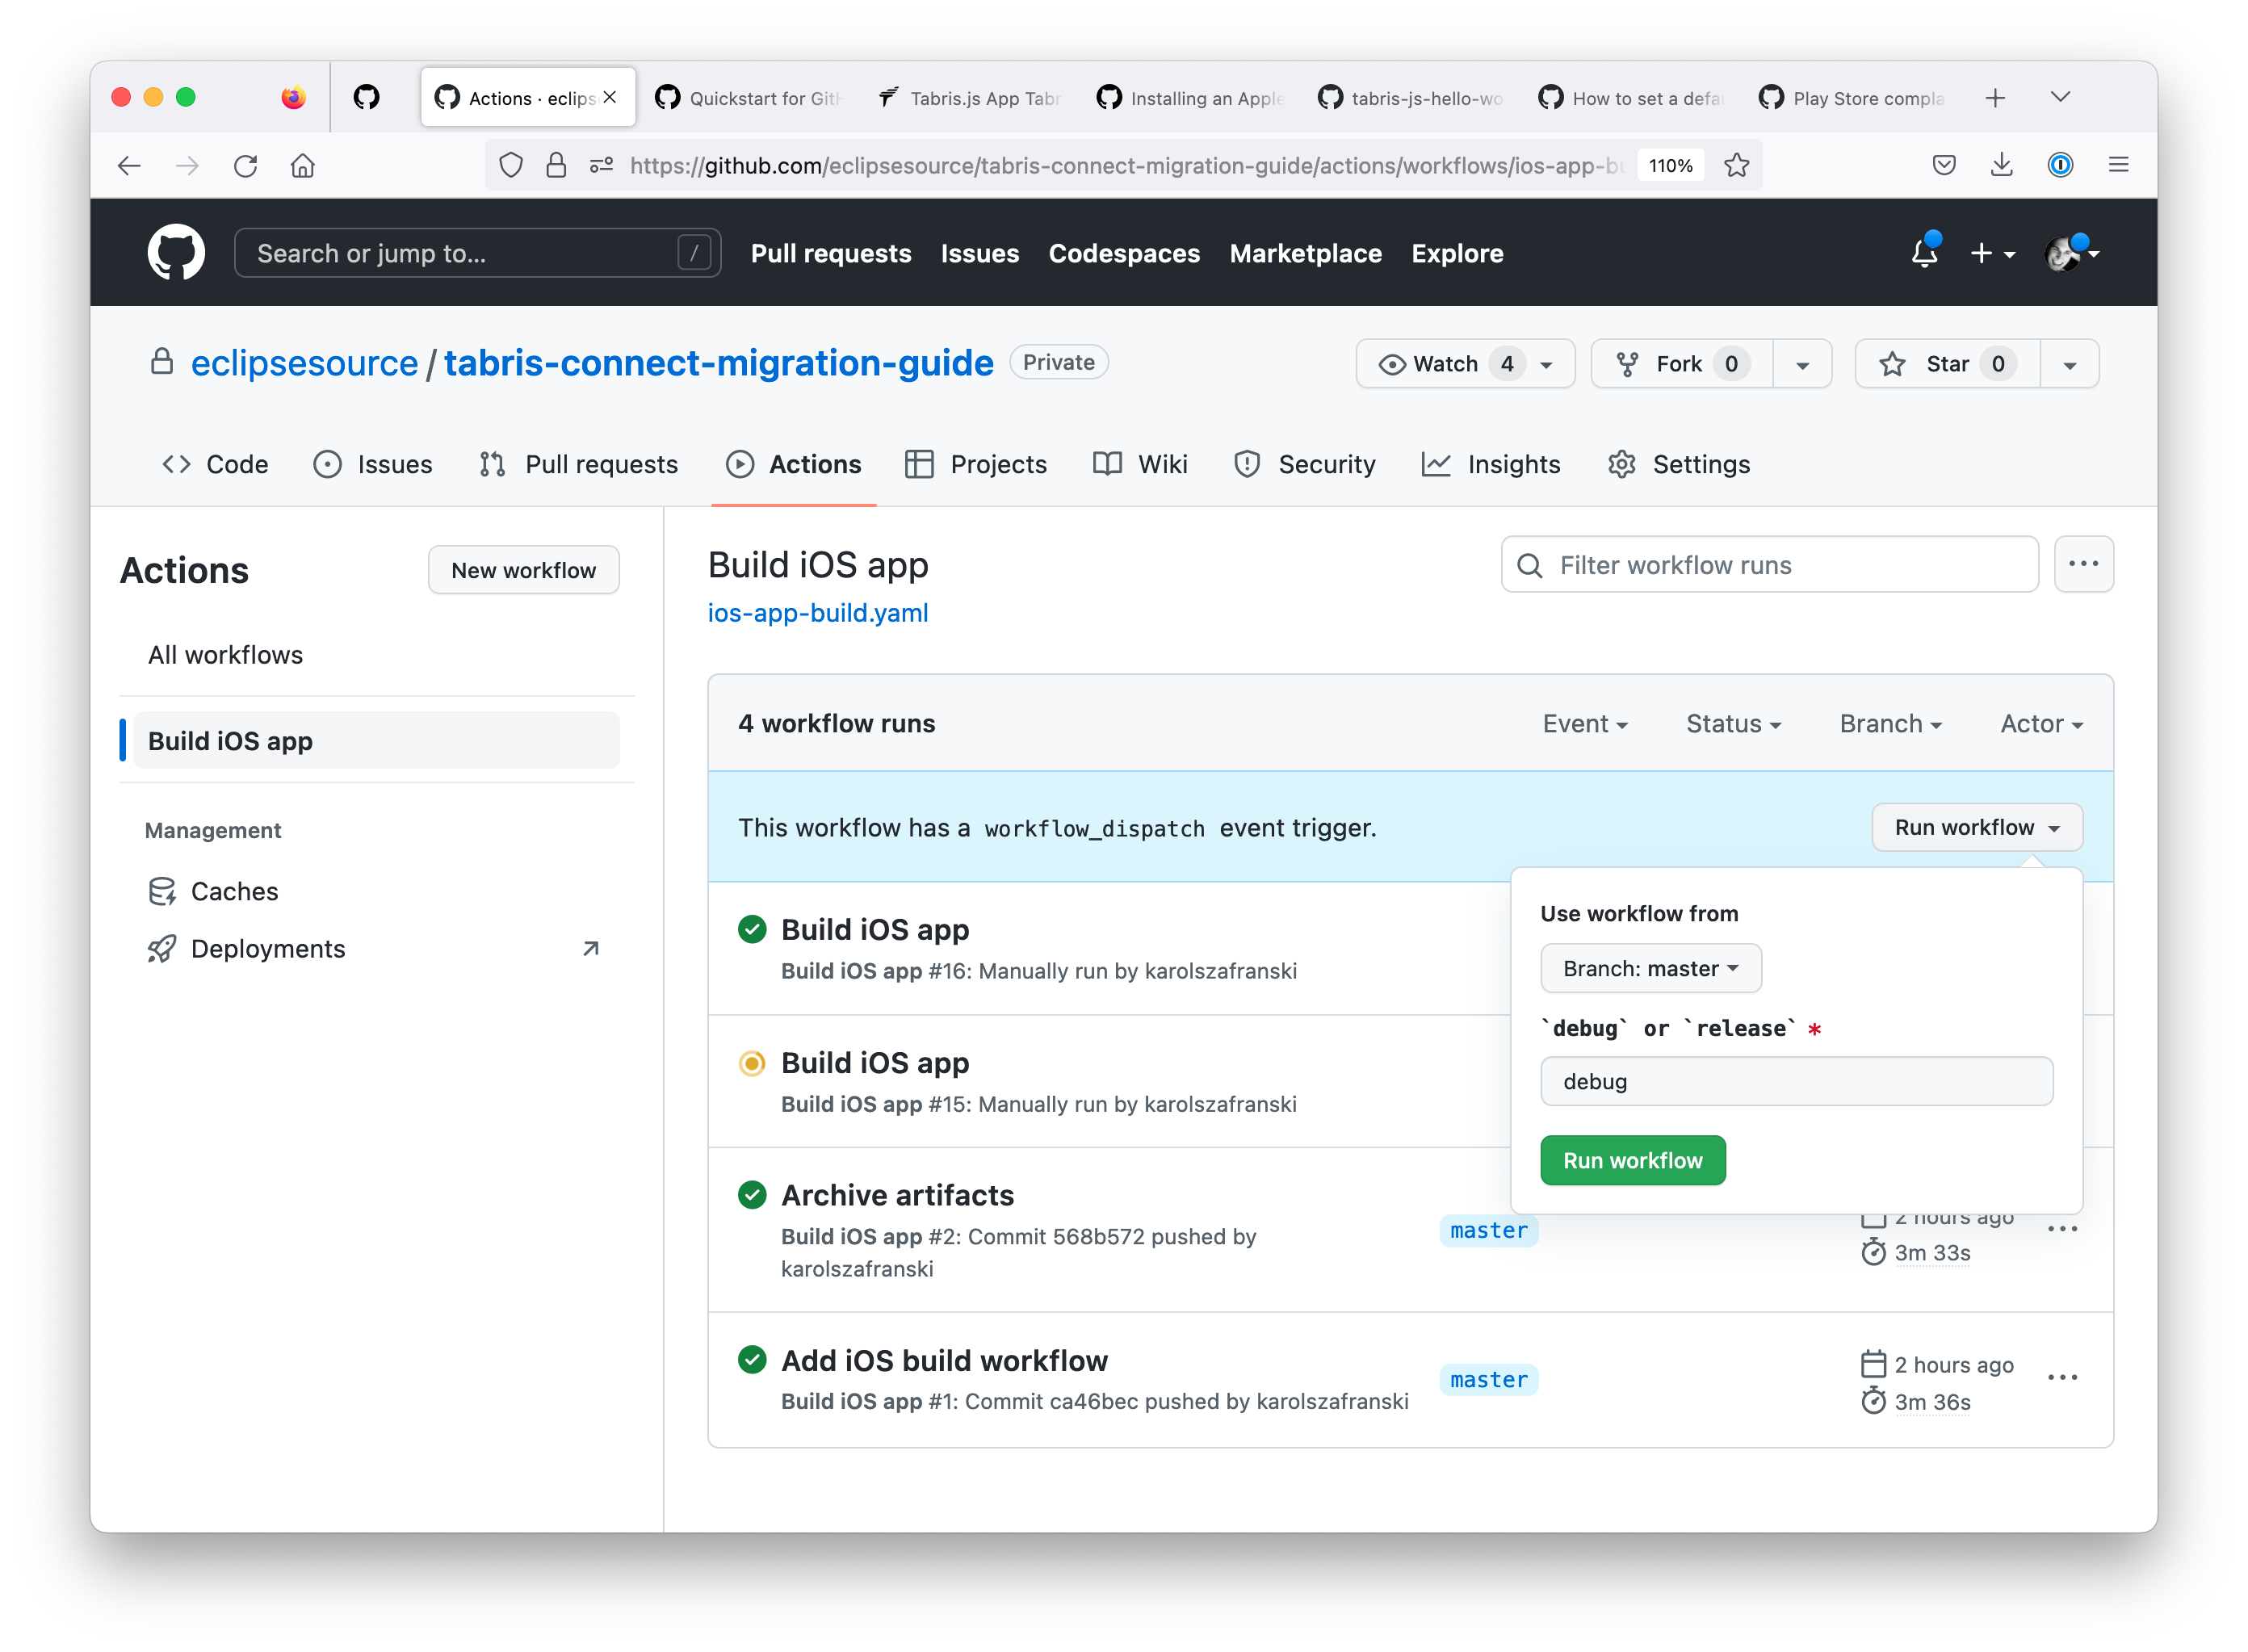 Actions · eclips
Quickstart for Git
Tabris.js App Tabr
Installing an Apple
tabris-js-hello-wo
How to set a defau
Play Store compla
https://github.com/eclipsesource/tabris-connect-migration-guide/actions/workflows/ios-app-bu
110%
Search or jump to...
/
Pull requests
Issues
Codespaces
Marketplace
Explore
eclipsesource / tabris-connect-migration-guide
Private
Watch 4
Fork 0
Star 0
Code
Issues
Pull requests
Actions
Projects
Wiki
Security
Insights
Settings
Actions
New workflow
All workflows
Build iOS app
Management
Caches
Deployments
Build iOS app
ios-app-build.yaml
Filter workflow runs
4 workflow runs
Event
Status
Branch
Actor
This workflow has a workflow_dispatch event trigger.
Run workflow
Use workflow from
Branch: master
`debug` or `release` *
debug
Run workflow
Build iOS app
Build iOS app #16: Manually run by karolszafranski
Build iOS app
Build iOS app #15: Manually run by karolszafranski
Archive artifacts
Build iOS app #2: Commit 568b572 pushed by
karolszafranski
master
2 hours ago
3m 33s
Add iOS build workflow
Build iOS app #1: Commit ca46bec pushed by karolszafranski
master
2 hours ago
3m 36s